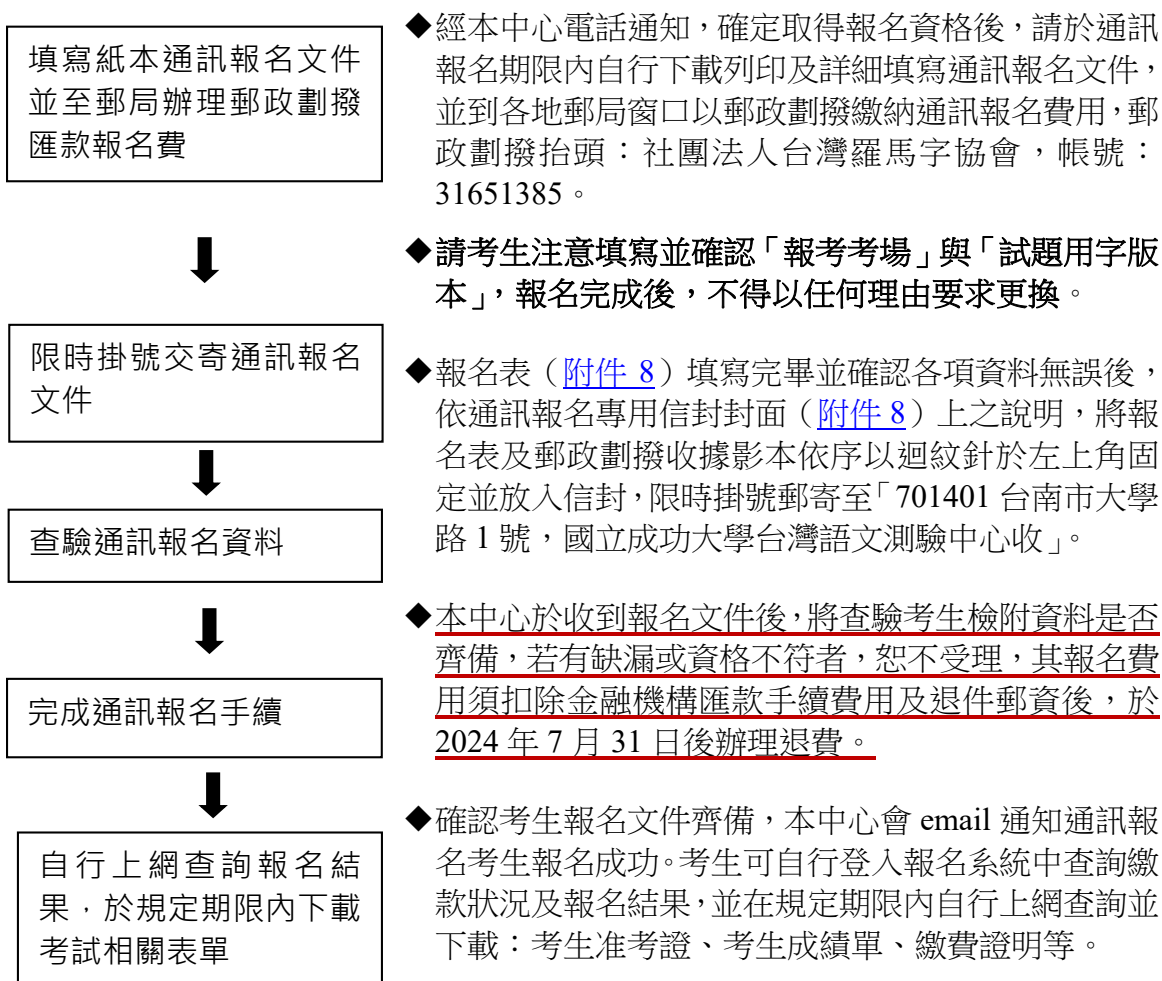 填寫紙本通訊報名文件
並至郵局辦理郵政劃撥
匯款報名費
◆經本中心電話通知，確定取得報名資格後，請於通訊
報名期限內自行下載列印及詳細填寫通訊報名文件，
並到各地郵局窗口以郵政劃撥繳納通訊報名費用，郵
政劃撥抬頭：社團法人台灣羅馬字協會，帳號：
31651385。
◆請考生注意填寫並確認「報考考場」與「試題用字版
本」，報名完成後，不得以任何理由要求更換。
限時掛號交寄通訊報名
文件
◆報名表（附件 8）填寫完畢並確認各項資料無誤後，
依通訊報名專用信封封面（附件 8）上之說明，將報
名表及郵政劃撥收據影本依序以迴紋針於左上角固
定並放入信封，限時掛號郵寄至「701401 台南市大學
路 1 號，國立成功大學台灣語文測驗中心收」。
查驗通訊報名資料
◆本中心於收到報名文件後，將查驗考生檢附資料是否
齊備，若有缺漏或資格不符者，恕不受理，其報名費
用須扣除金融機構匯款手續費用及退件郵資後，於
2024 年 7 月 31 日後辦理退費。
完成通訊報名手續
◆確認考生報名文件齊備，本中心會 email 通知通訊報
名考生報名成功。考生可自行登入報名系統中查詢繳
款狀況及報名結果，並在規定期限內自行上網查詢並
下載：考生准考證、考生成績單、繳費證明等。
自行上網查詢報名結
果，於規定期限內下載
考試相關表單